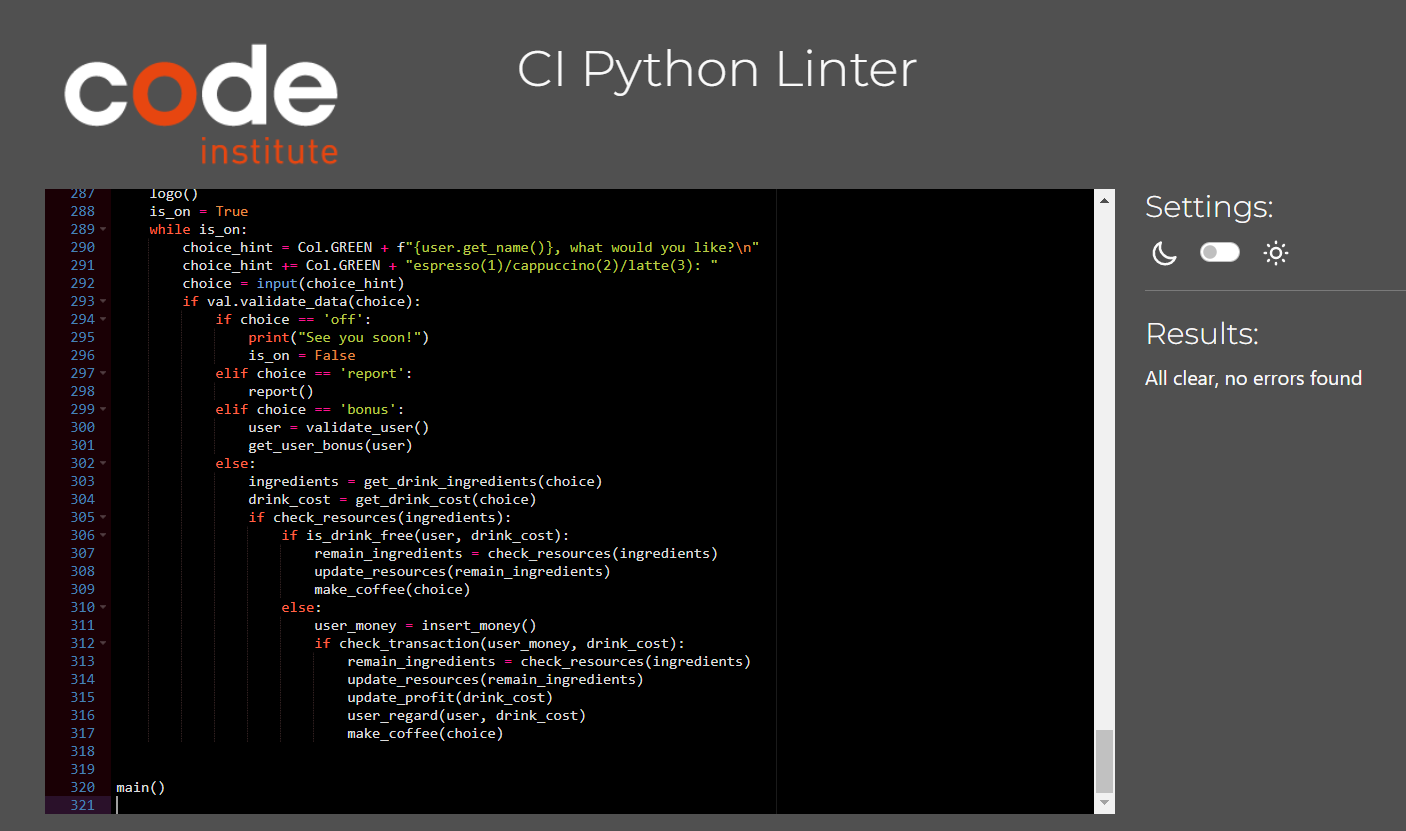 code
institute
CI Python Linter
287 logo()
288 is_on = True
289 while is_on:
290 choice_hint = Col.GREEN + f"{user.get_name()}, what would you like?\n"
291 choice_hint += Col.GREEN + "espresso(1)/cappuccino(2)/latte(3): "
292 choice = input(choice_hint)
293 if val.validate_data(choice):
294 if choice == 'off':
295 print("See you soon!")
296 is_on = False
297 elif choice == 'report':
298 report()
299 elif choice == 'bonus':
300 user = validate_user()
301 get_user_bonus(user)
302 else:
303 ingredients = get_drink_ingredients(choice)
304 drink_cost = get_drink_cost(choice)
305 if check_resources(ingredients):
306 if is_drink_free(user, drink_cost):
307 remain_ingredients = check_resources(ingredients)
308 update_resources(remain_ingredients)
309 make_coffee(choice)
310 else:
311 user_money = insert_money()
312 if check_transaction(user_money, drink_cost):
313 remain_ingredients = check_resources(ingredients)
314 update_resources(remain_ingredients)
315 update_profit(drink_cost)
316 user_regard(user, drink_cost)
317 make_coffee(choice)
318
319
320 main()
321
Settings:
Results:
All clear, no errors found